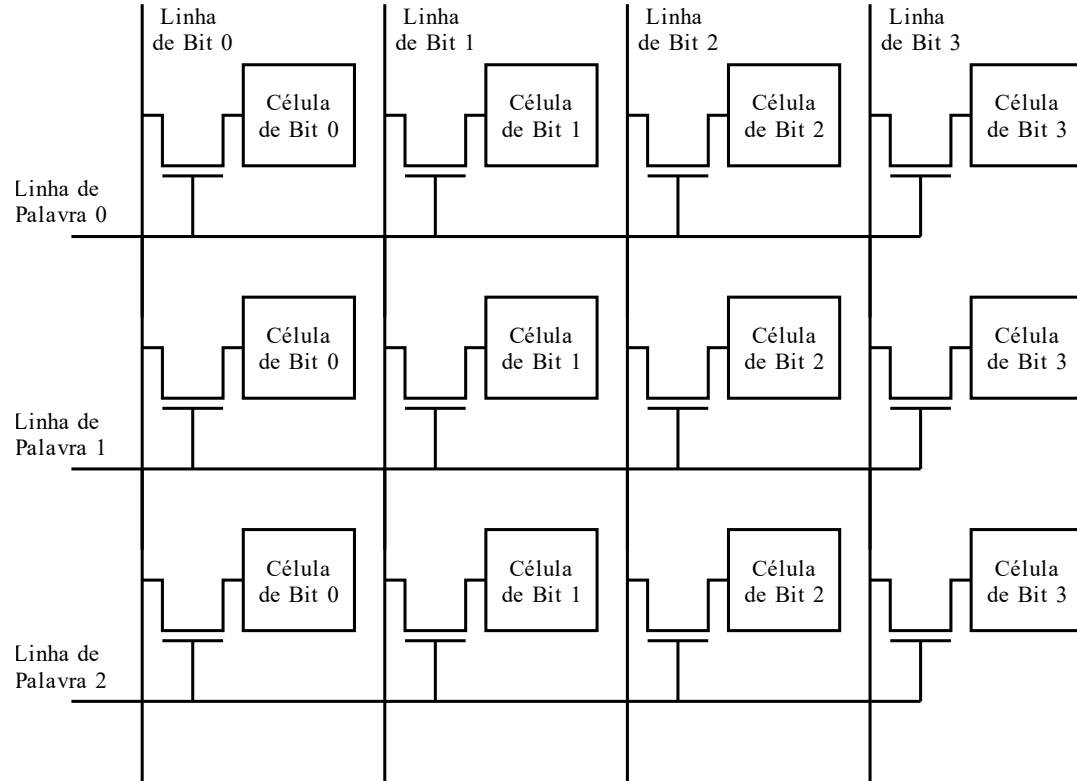 Linha
de Bit 0
Linha
de Bit 1
Linha
de Bit 2
Linha
de Bit 3
Célula
de Bit 0
Célula
de Bit 1
Célula
de Bit 2
Célula
de Bit 3
Linha de
Palavra 0
Célula
de Bit 0
Célula
de Bit 1
Célula
de Bit 2
Célula
de Bit 3
Linha de
Palavra 1
Célula
de Bit 0
Célula
de Bit 1
Célula
de Bit 2
Célula
de Bit 3
Linha de
Palavra 2